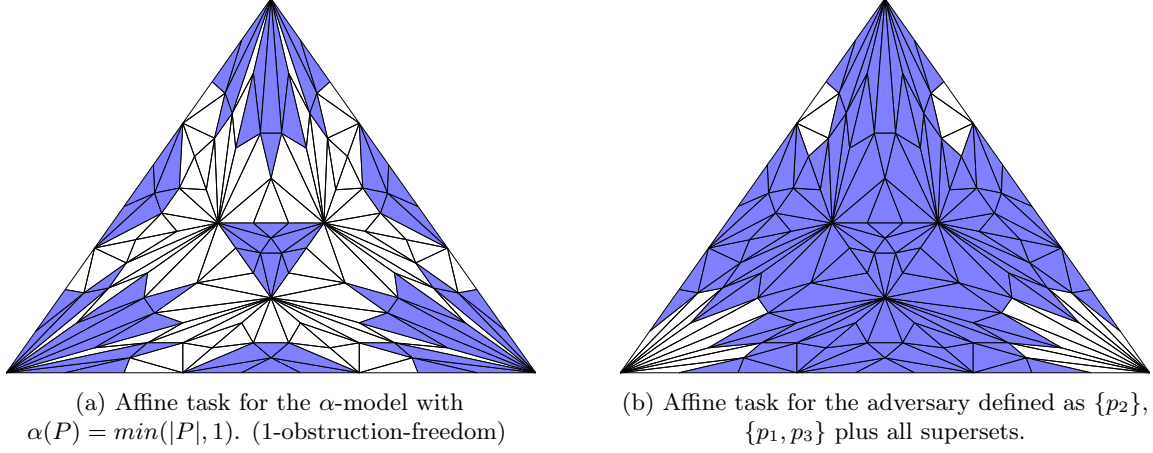 (a) Affine task for the α-model with
α(P) = min(|P|, 1). (1-obstruction-freedom)
(b) Affine task for the adversary defined as {p₂},
{p₁, p₃} plus all supersets.